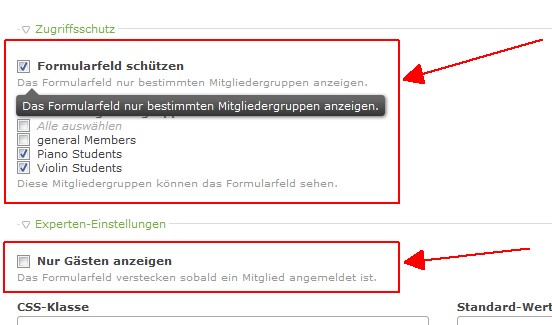 Zugriffsschutz
Formularfeld schützen
Das Formularfeld nur bestimmten Mitgliedergruppen anzeigen.
Das Formularfeld nur bestimmten Mitgliedergruppen anzeigen.
Alle auswählen
general Members
Piano Students
Violin Students
Diese Mitgliedergruppen können das Formularfeld sehen.
Experten-Einstellungen
Nur Gästen anzeigen
Das Formularfeld verstecken sobald ein Mitglied angemeldet ist.
CSS-Klasse Standard-Wert